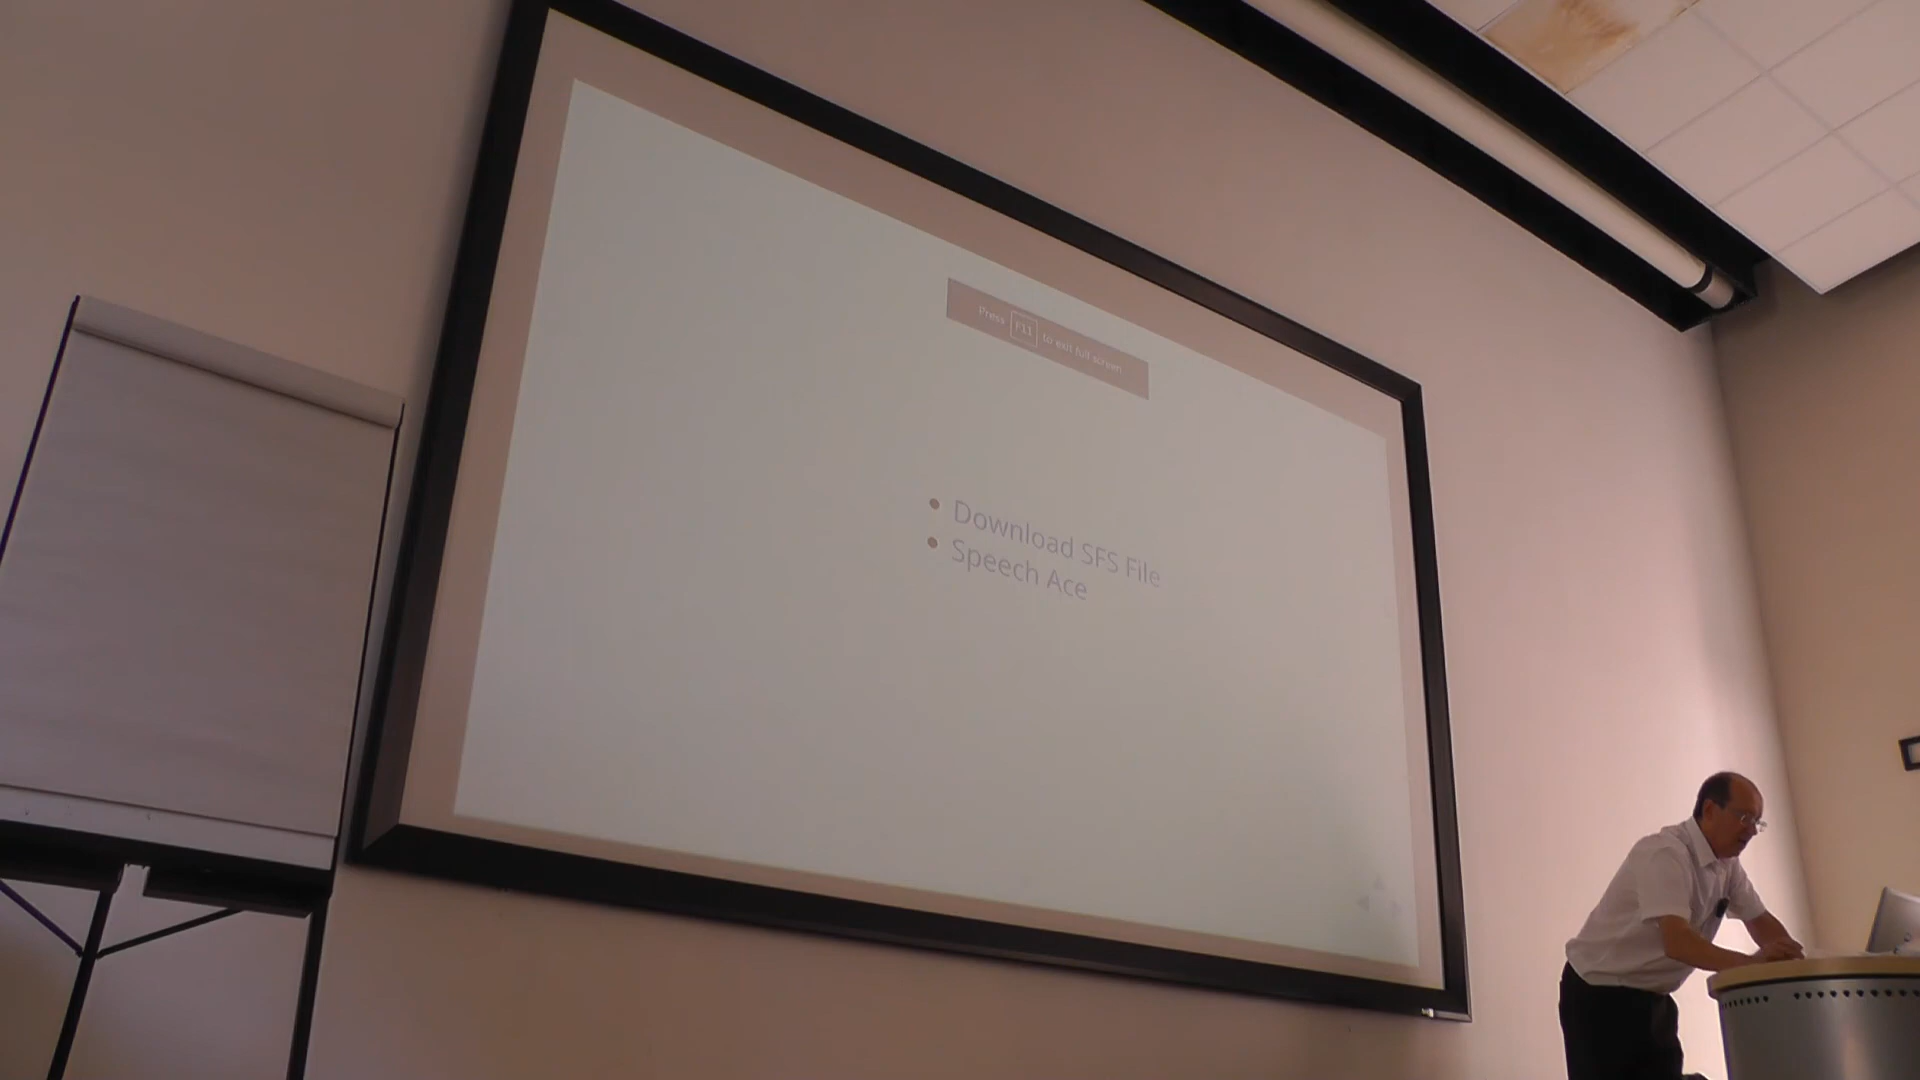 Press F11 to exit full screen
• Download SFS File
• Speech Ace